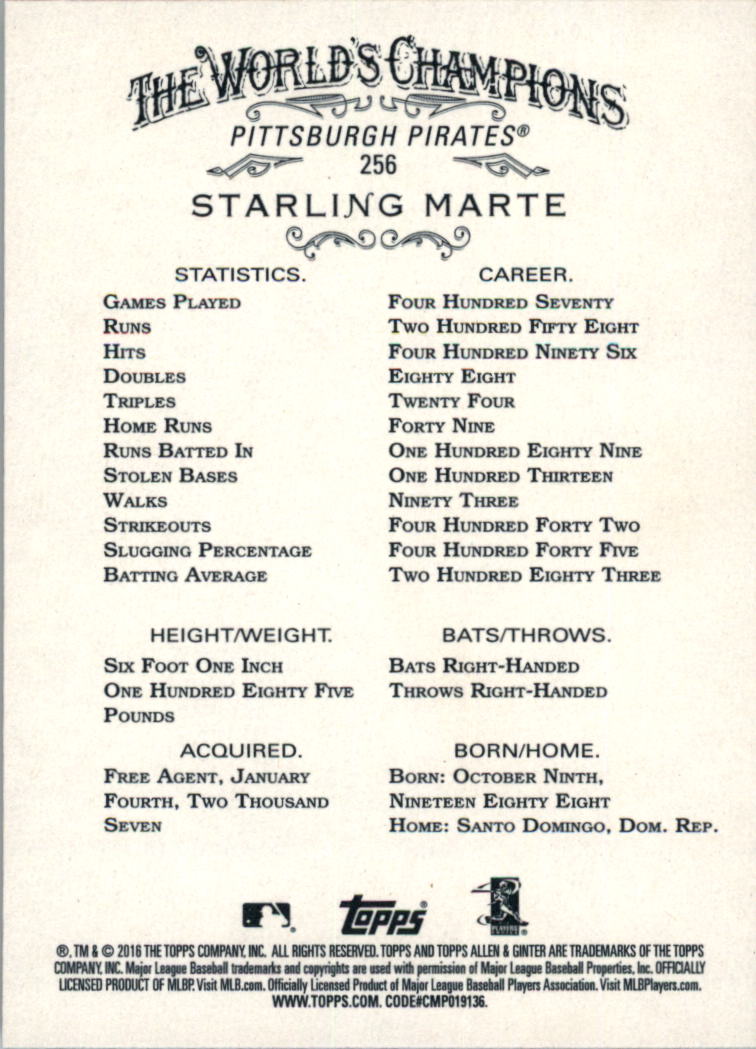 THE WORLD'S CHAMPIONS
PITTSBURGH PIRATES®
256
STARLING MARTE
STATISTICS. CAREER.
GAMES PLAYED FOUR HUNDRED SEVENTY
RUNS TWO HUNDRED FIFTY EIGHT
HITS FOUR HUNDRED NINETY SIX
DOUBLES EIGHTY EIGHT
TRIPLES TWENTY FOUR
HOME RUNS FORTY NINE
RUNS BATTED IN ONE HUNDRED EIGHTY NINE
STOLEN BASES ONE HUNDRED THIRTEEN
WALKS NINETY THREE
STRIKEOUTS FOUR HUNDRED FORTY TWO
SLUGGING PERCENTAGE FOUR HUNDRED FORTY FIVE
BATTING AVERAGE TWO HUNDRED EIGHTY THREE
HEIGHT/WEIGHT. BATS/THROWS.
SIX FOOT ONE INCH BATS RIGHT-HANDED
ONE HUNDRED EIGHTY FIVE THROWS RIGHT-HANDED
POUNDS
ACQUIRED. BORN/HOME.
FREE AGENT, JANUARY BORN: OCTOBER NINTH,
FOURTH, TWO THOUSAND NINETEEN EIGHTY EIGHT
SEVEN HOME: SANTO DOMINGO, DOM. REP.
topps®
PLAYERS
®, TM & © 2016 THE TOPPS COMPANY, INC. ALL RIGHTS RESERVED. TOPPS AND TOPPS ALLEN & GINTER ARE TRADEMARKS OF THE TOPPS
COMPANY, INC. Major League Baseball trademarks and copyrights are used with permission of Major League Baseball Properties, Inc. OFFICIALLY
LICENSED PRODUCT OF MLBP. Visit MLB.com. Officially Licensed Product of Major League Baseball Players Association. Visit MLBPlayers.com.
WWW.TOPPS.COM. CODE#CMP019136.